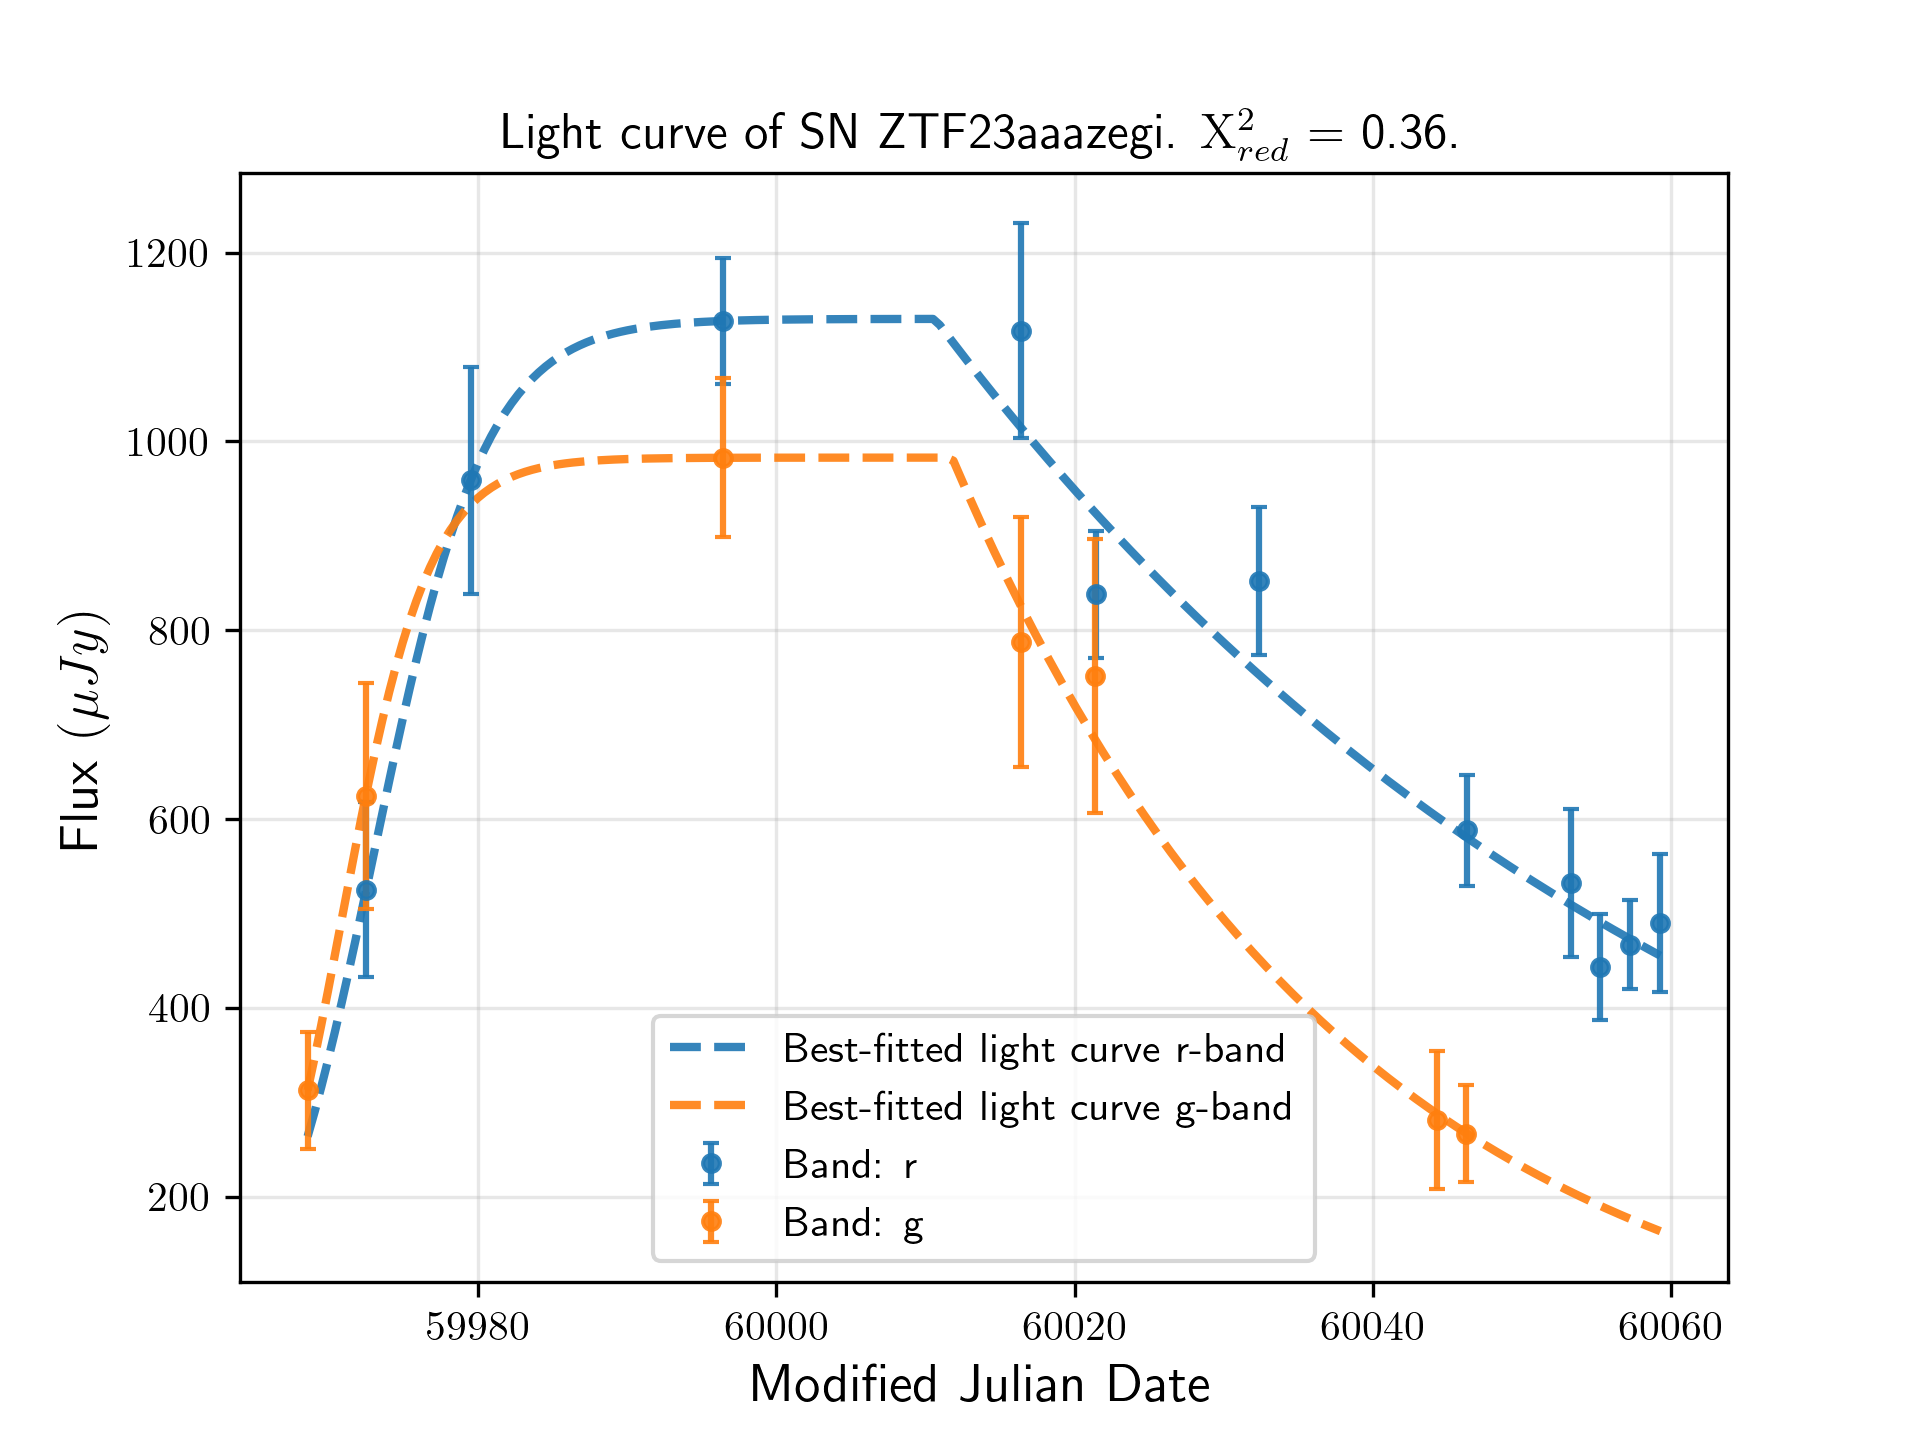 Light curve of SN ZTF23aaazegi. X²_red = 0.36.
Flux (μJy)
1200
1000
800
600
400
200
Best-fitted light curve r-band
Best-fitted light curve g-band
Band: r
Band: g
59980 60000 60020 60040 60060
Modified Julian Date